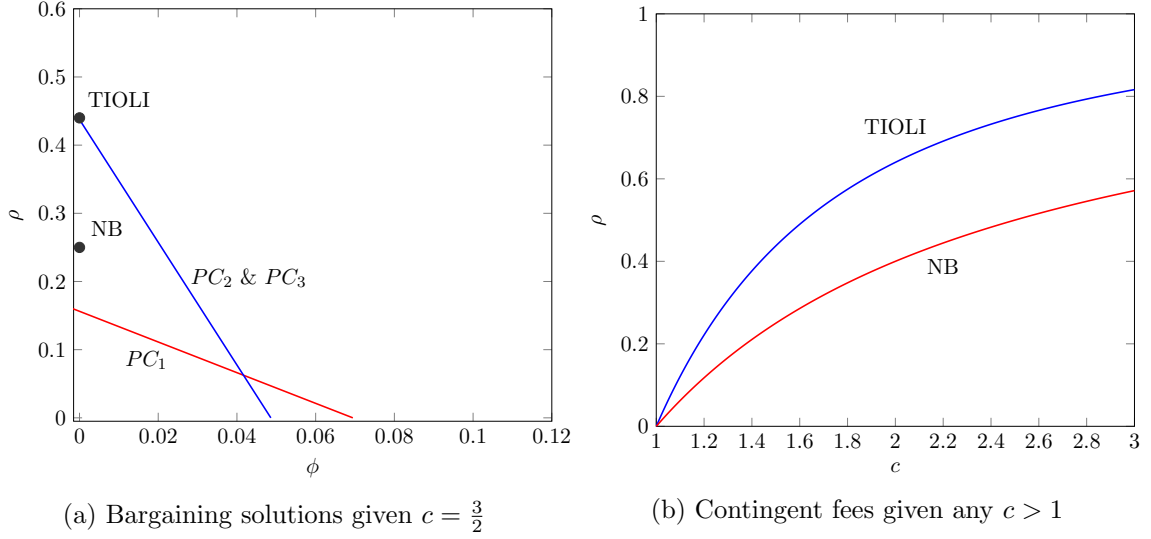 0.6
0.5
0.4
0.3
0.2
0.1
0
ρ
TIOLI
NB
PC₂ & PC₃
PC₁
0 0.02 0.04 0.06 0.08 0.1 0.12
ϕ
(a) Bargaining solutions given c = 3/2
1
0.8
0.6
0.4
0.2
0
ρ
TIOLI
NB
1 1.2 1.4 1.6 1.8 2 2.2 2.4 2.6 2.8 3
c
(b) Contingent fees given any c > 1